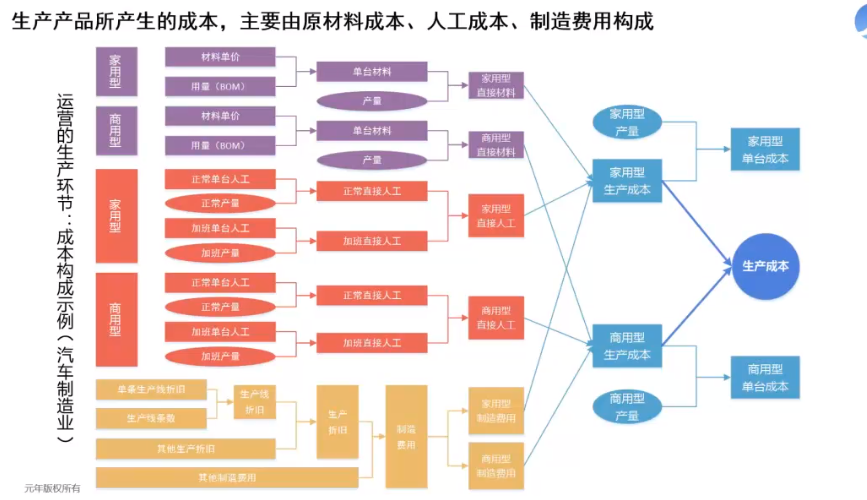 生产产品所产生的成本，主要由原材料成本、人工成本、制造费用构成
运营的生产环节：成本构成示例（汽车制造业）
家用型
材料单价
用量（BOM）
单台材料
产量
家用型
直接材料
商用型
材料单价
用量（BOM）
单台材料
产量
商用型
直接材料
家用型
正常单台人工
正常产量
正常直接人工
加班单台人工
加班产量
加班直接人工
家用型
直接人工
商用型
正常单台人工
正常产量
正常直接人工
加班单台人工
加班产量
加班直接人工
商用型
直接人工
单条生产线折旧
生产线条数
生产线
折旧
其他生产折旧
生产
折旧
其他制造费用
制造
费用
家用型
制造费用
商用型
制造费用
家用型
产量
家用型
生产成本
家用型
单台成本
生产成本
商用型
生产成本
商用型
产量
商用型
单台成本
元年版权所有